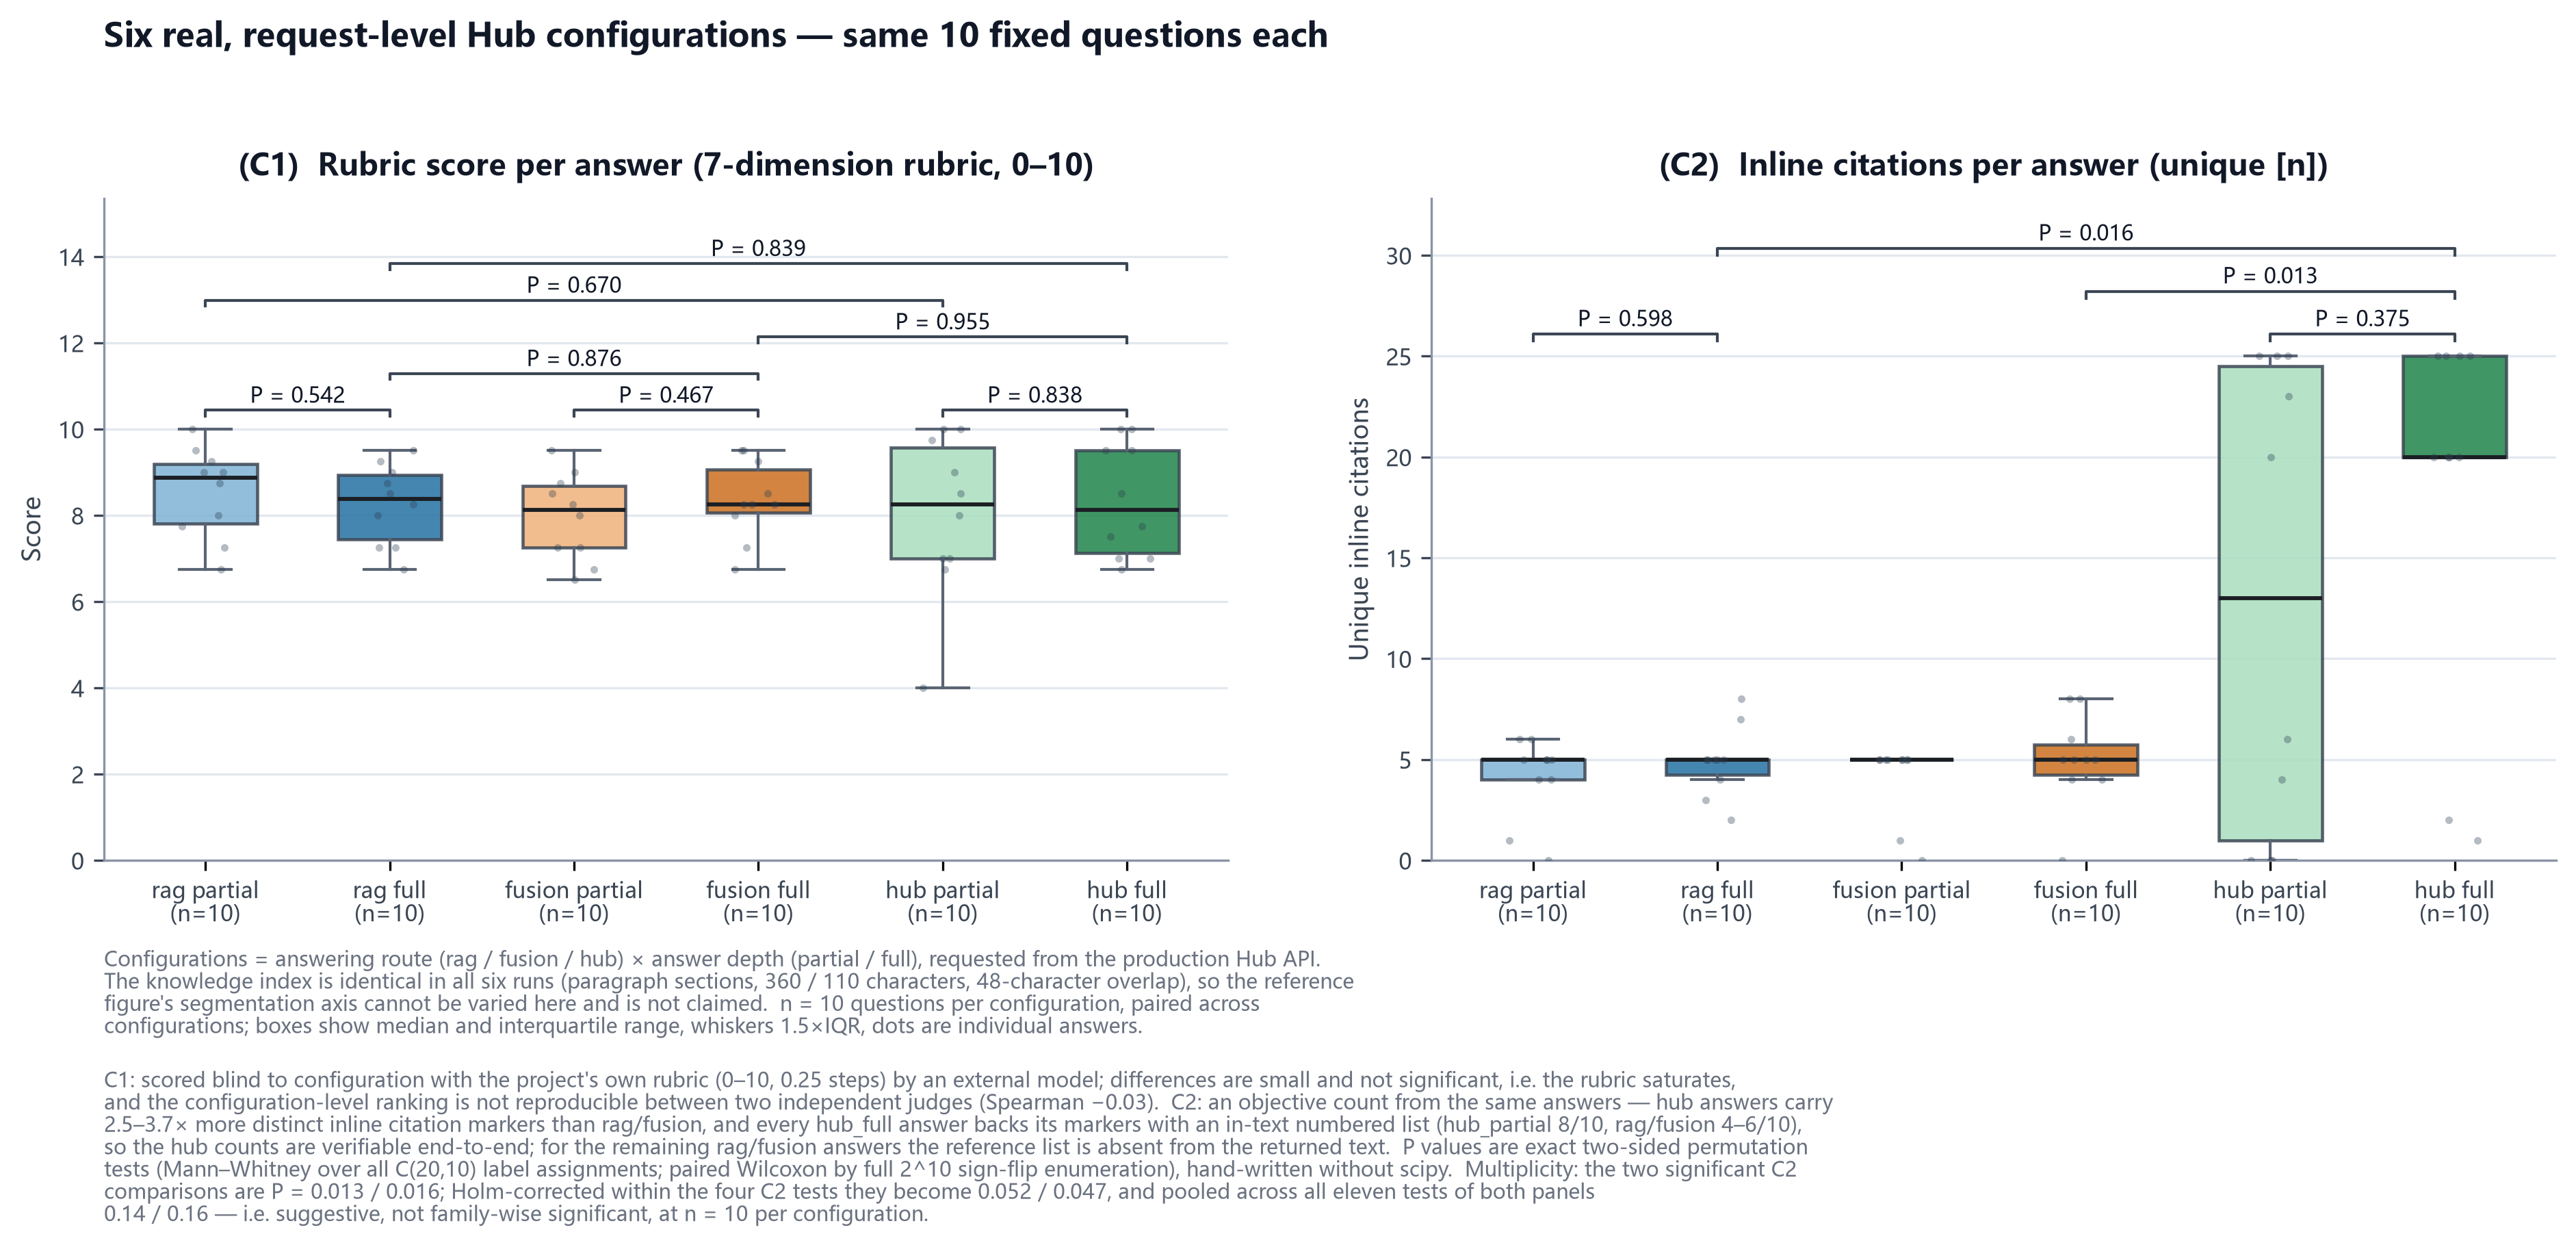 Six real, request-level Hub configurations — same 10 fixed questions each
(C1)  Rubric score per answer (7-dimension rubric, 0–10)
P = 0.839
P = 0.670
P = 0.955
P = 0.876
P = 0.542
P = 0.467
P = 0.838
Score
14
12
10
8
6
4
2
0
rag partial
(n=10)
rag full
(n=10)
fusion partial
(n=10)
fusion full
(n=10)
hub partial
(n=10)
hub full
(n=10)
(C2)  Inline citations per answer (unique [n])
P = 0.016
P = 0.013
P = 0.598
P = 0.375
Unique inline citations
30
25
20
15
10
5
0
rag partial
(n=10)
rag full
(n=10)
fusion partial
(n=10)
fusion full
(n=10)
hub partial
(n=10)
hub full
(n=10)
Configurations = answering route (rag / fusion / hub) × answer depth (partial / full), requested from the production Hub API.
The knowledge index is identical in all six runs (paragraph sections, 360 / 110 characters, 48-character overlap), so the reference
figure's segmentation axis cannot be varied here and is not claimed.  n = 10 questions per configuration, paired across
configurations; boxes show median and interquartile range, whiskers 1.5×IQR, dots are individual answers.
C1: scored blind to configuration with the project's own rubric (0–10, 0.25 steps) by an external model; differences are small and not significant, i.e. the rubric saturates,
and the configuration-level ranking is not reproducible between two independent judges (Spearman −0.03).  C2: an objective count from the same answers — hub answers carry
2.5–3.7× more distinct inline citation markers than rag/fusion, and every hub_full answer backs its markers with an in-text numbered list (hub_partial 8/10, rag/fusion 4–6/10),
so the hub counts are verifiable end-to-end; for the remaining rag/fusion answers the reference list is absent from the returned text.  P values are exact two-sided permutation
tests (Mann–Whitney over all C(20,10) label assignments; paired Wilcoxon by full 2^10 sign-flip enumeration), hand-written without scipy.  Multiplicity: the two significant C2
comparisons are P = 0.013 / 0.016; Holm-corrected within the four C2 tests they become 0.052 / 0.047, and pooled across all eleven tests of both panels
0.14 / 0.16 — i.e. suggestive, not family-wise significant, at n = 10 per configuration.